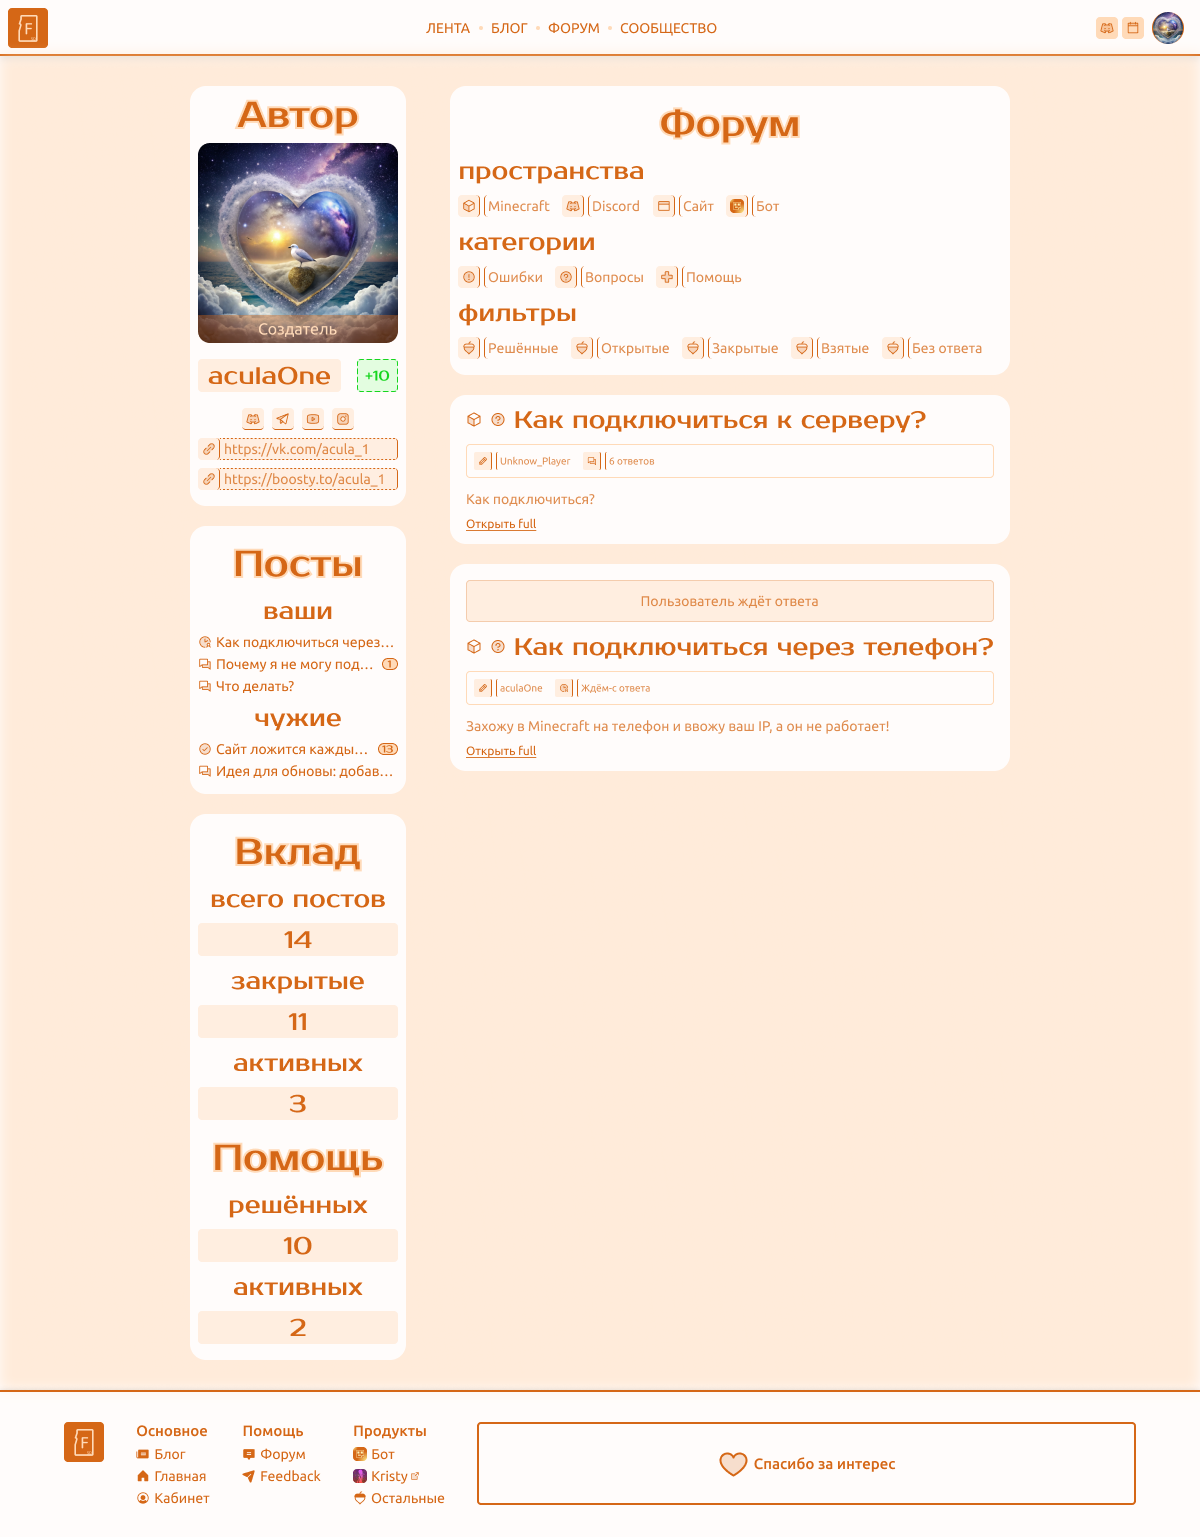 F
ЛЕНТА • БЛОГ • ФОРУМ • СООБЩЕСТВО
Автор
Создатель
aculaOne
+10
https://vk.com/acula_1
https://boosty.to/acula_1
Посты
ваши
Как подключиться через...
Почему я не могу под... 1
Что делать?
чужие
Сайт ложится кажды... 13
Идея для обновы: добав...
Вклад
всего постов
14
закрытые
11
активных
3
Помощь
решённых
10
активных
2
Форум
пространства
Minecraft Discord Сайт Бот
категории
Ошибки Вопросы Помощь
фильтры
Решённые Открытые Закрытые Взятые Без ответа
Как подключиться к серверу?
Unknow_Player 6 ответов
Как подключиться?
Открыть full
Пользователь ждёт ответа
Как подключиться через телефон?
aculaOne Ждём-с ответа
Захожу в Minecraft на телефон и ввожу ваш IP, а он не работает!
Открыть full
F
Основное
Блог
Главная
Кабинет
Помощь
Форум
Feedback
Продукты
Бот
Kristy
Остальные
Спасибо за интерес